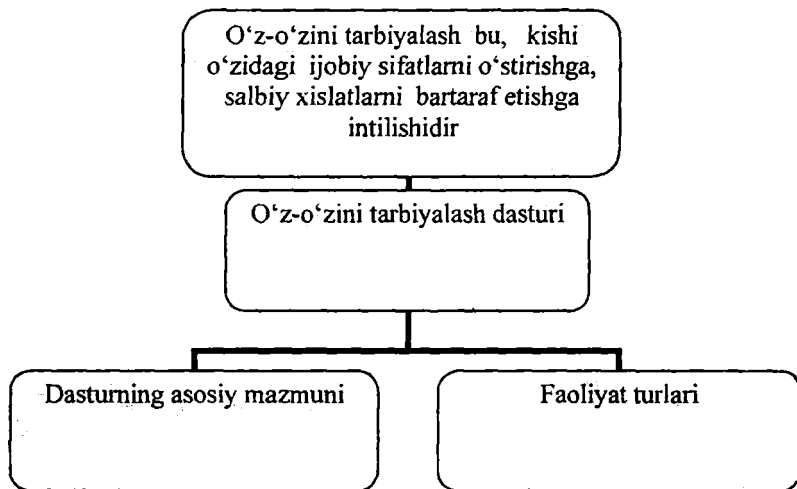 O‘z-o‘zini tarbiyalash bu, kishi
o‘zidagi ijobiy sifatlarni o‘stirishga,
salbiy xislatlarni bartaraf etishga
intilishidir
O‘z-o‘zini tarbiyalash dasturi
Dasturning asosiy mazmuni
Faoliyat turlari